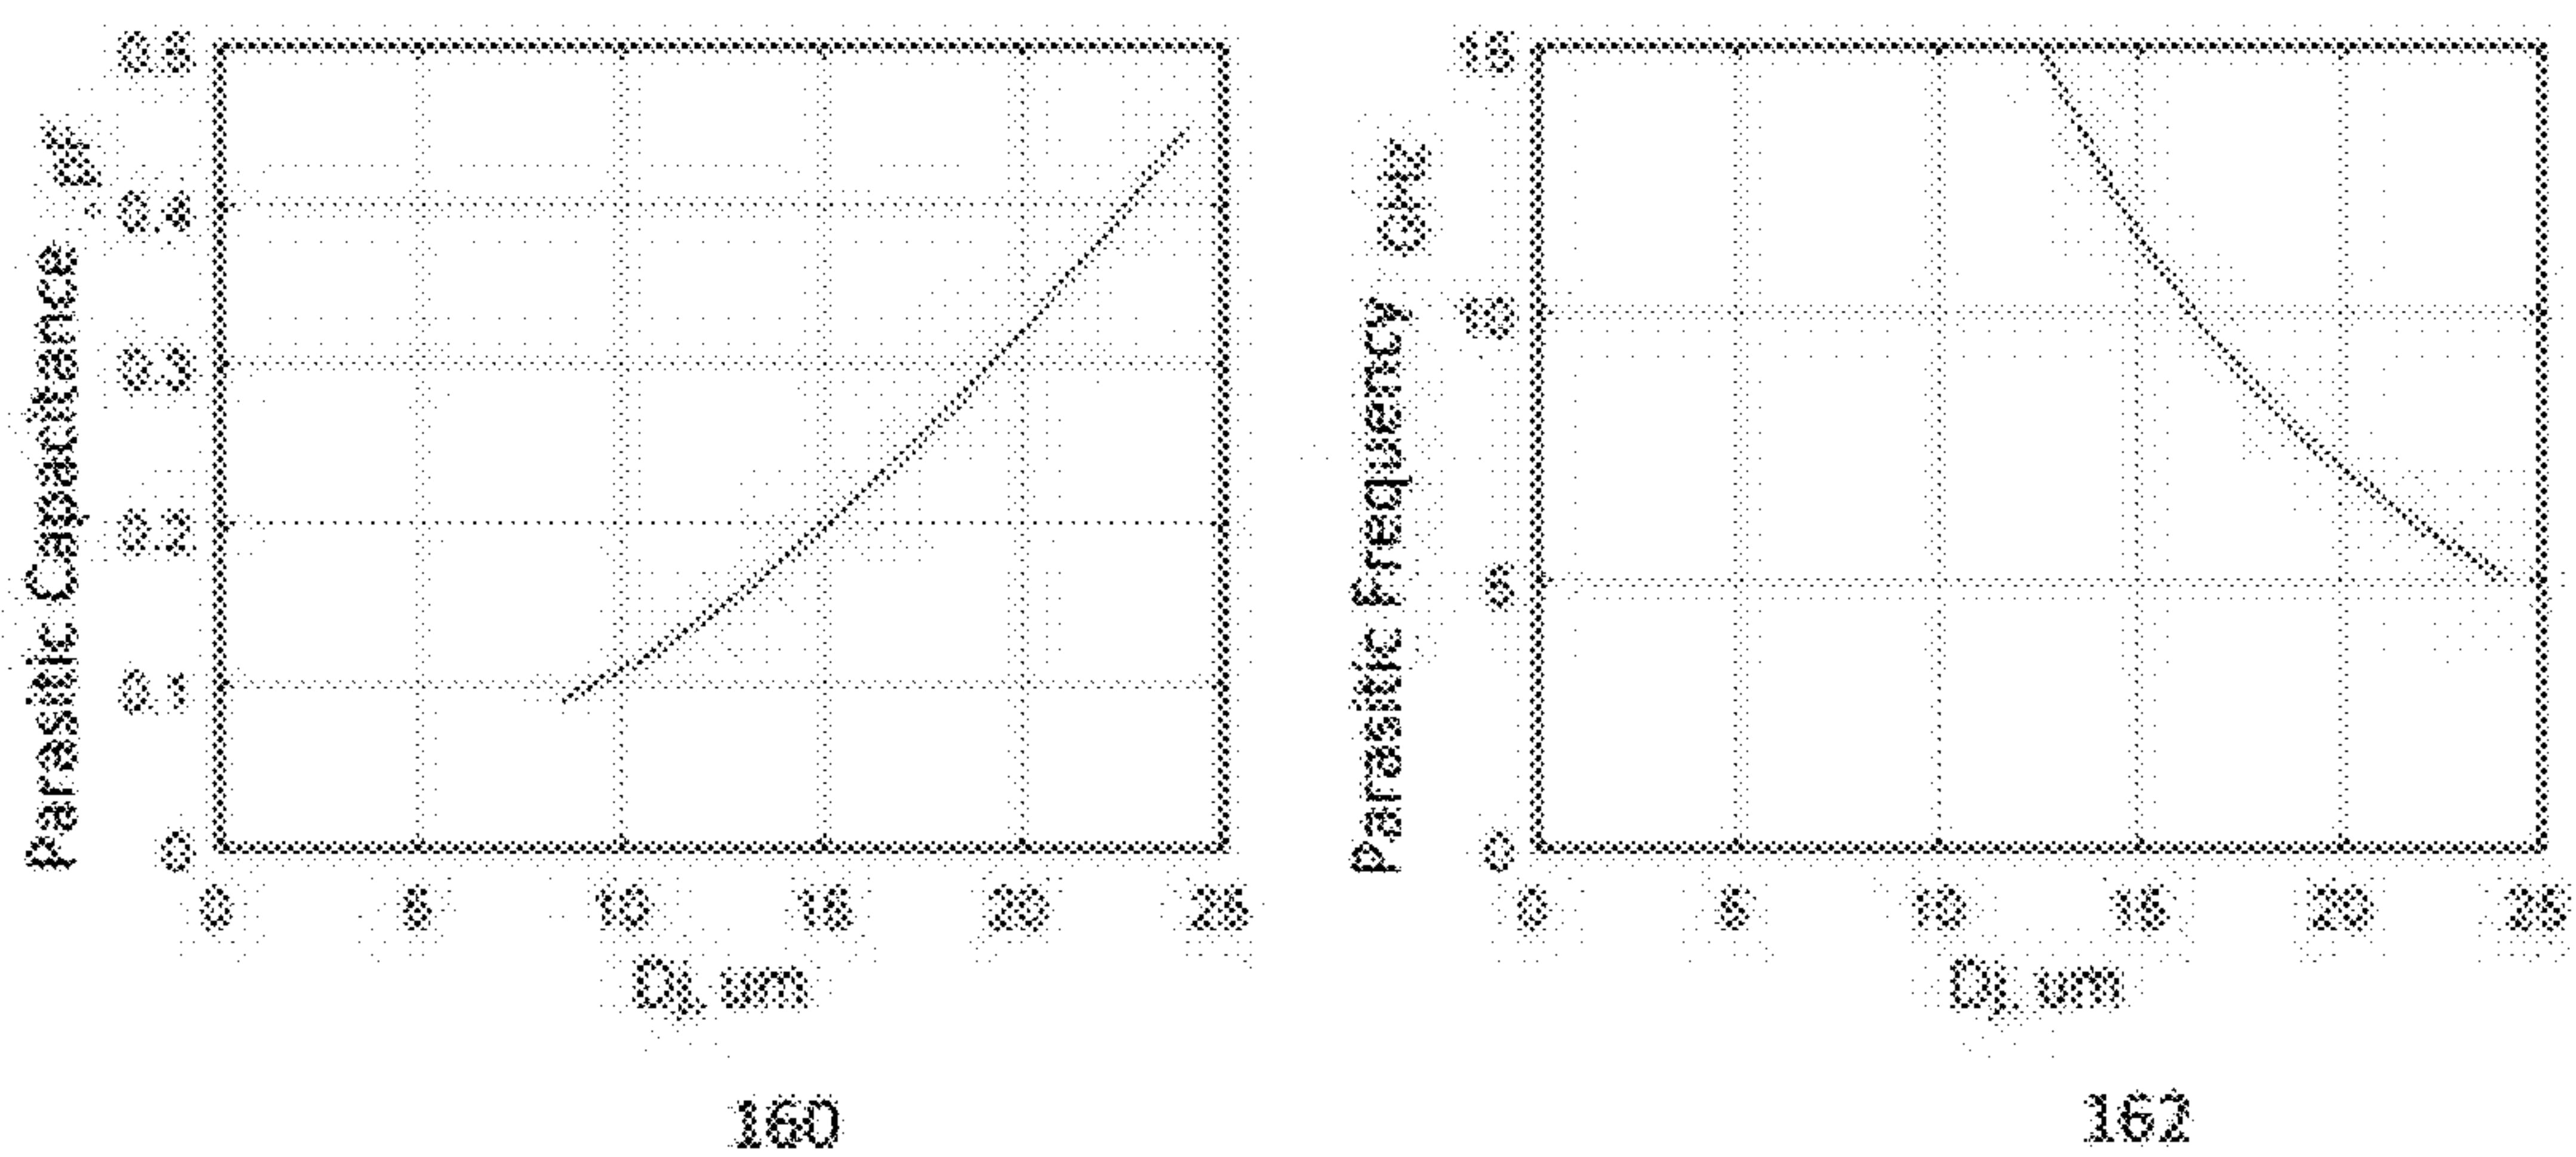 Parasitic Capacitance, pF
0.5
0.4
0.3
0.2
0.1
0
0 5 10 15 20 25
Dj, um
160
Parasitic Frequency, GHz
15
10
5
0
0 5 10 15 20 25
Dj, um
162